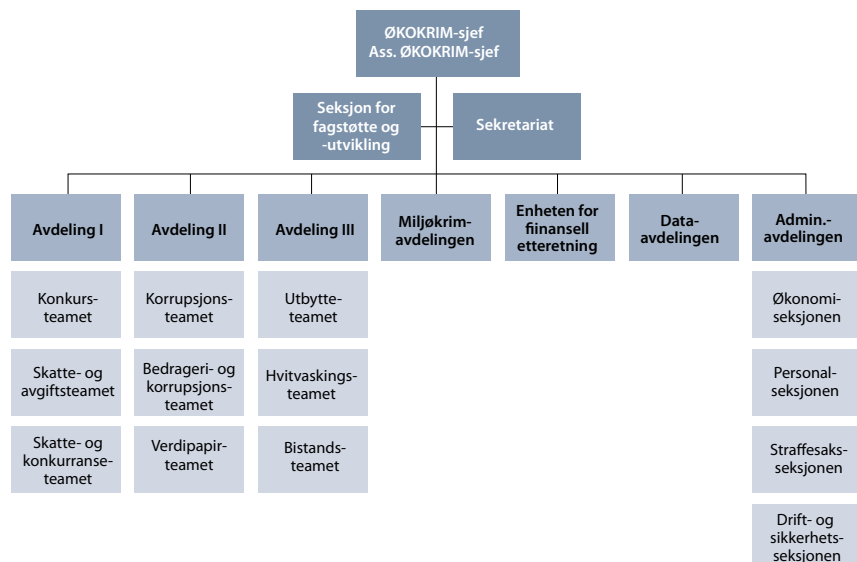 ØKOKRIM-sjef
Ass. ØKOKRIM-sjef
Seksjon for
fagstøtte og
-utvikling
Sekretariat
Avdeling I
Avdeling II
Avdeling III
Miljøkrim-
avdelingen
Enheten for
fiinansell
etteretning
Data-
avdelingen
Admin.-
avdelingen
Konkurs-
teamet
Korrupsjons-
teamet
Utbytte-
teamet
Økonomi-
seksjonen
Skatte- og
avgiftsteamet
Bedrageri- og
korrupsjons-
teamet
Hvitvaskings-
teamet
Personal-
seksjonen
Skatte- og
konkurranse-
teamet
Verdipapir-
teamet
Bistands-
teamet
Straffesaks-
seksjonen
Drift- og
sikkerhets-
seksjonen